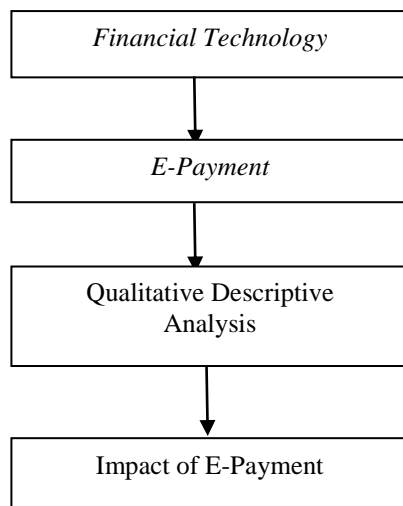 Financial Technology
E-Payment
Qualitative Descriptive
Analysis
Impact of E-Payment